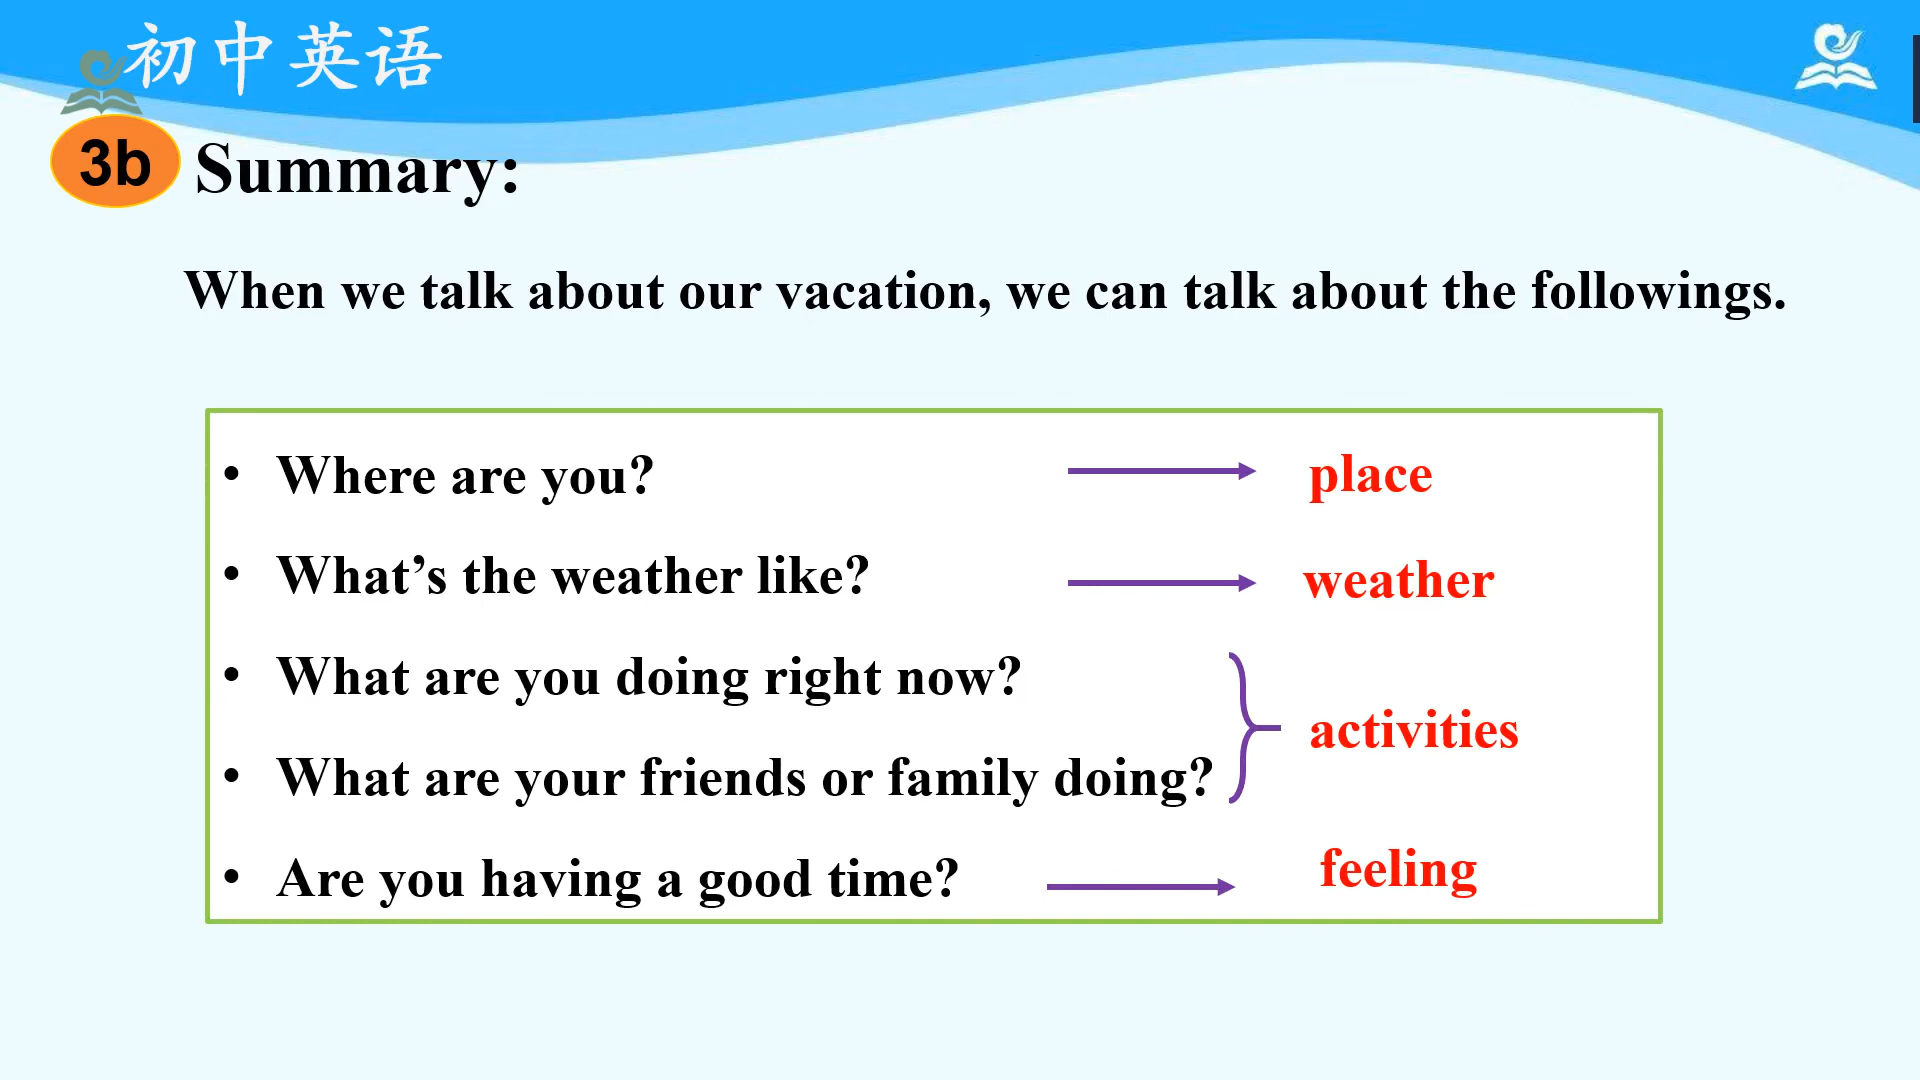 初中英语
3b Summary:
When we talk about our vacation, we can talk about the followings.
• Where are you? place
• What’s the weather like? weather
• What are you doing right now?
activities
• What are your friends or family doing?
• Are you having a good time? feeling